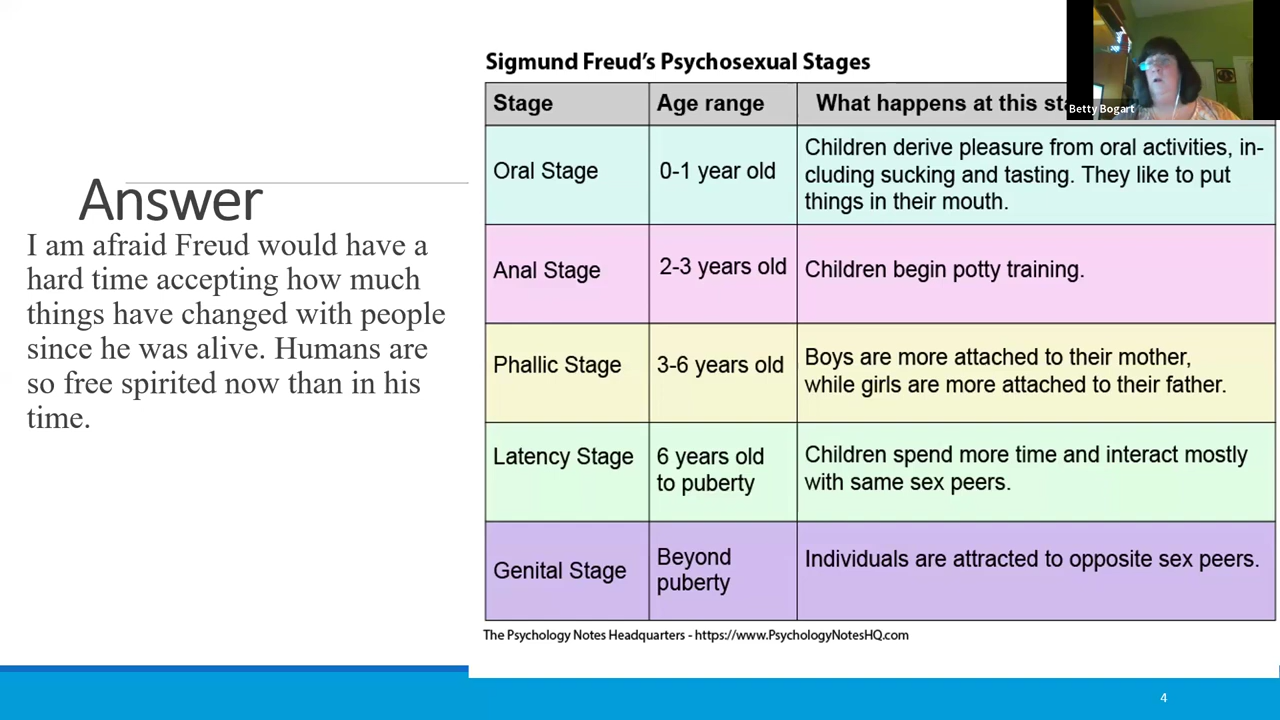 Answer
I am afraid Freud would have a
hard time accepting how much
things have changed with people
since he was alive. Humans are
so free spirited now than in his
time.
Sigmund Freud's Psychosexual Stages
Stage Age range What happens at this
Betty Bogart
Oral Stage 0-1 year old Children derive pleasure from oral activities, in-
cluding sucking and tasting. They like to put
things in their mouth.
Anal Stage 2-3 years old Children begin potty training.
Phallic Stage 3-6 years old Boys are more attached to their mother,
while girls are more attached to their father.
Latency Stage 6 years old Children spend more time and interact mostly
to puberty with same sex peers.
Genital Stage Beyond Individuals are attracted to opposite sex peers.
puberty
The Psychology Notes Headquarters - https://www.PsychologyNotesHQ.com
4